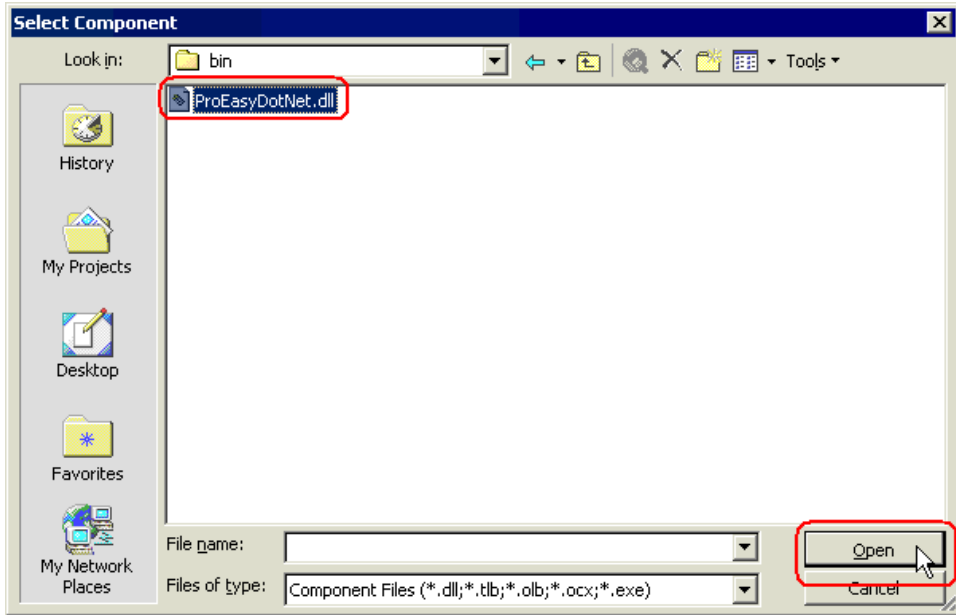 Select Component
Look in:
bin
Tools
ProEasyDotNet.dll
History
My Projects
Desktop
Favorites
My Network
Places
File name:
Open
Files of type:
Component Files (*.dll;*.tlb;*.olb;*.ocx;*.exe)
Cancel